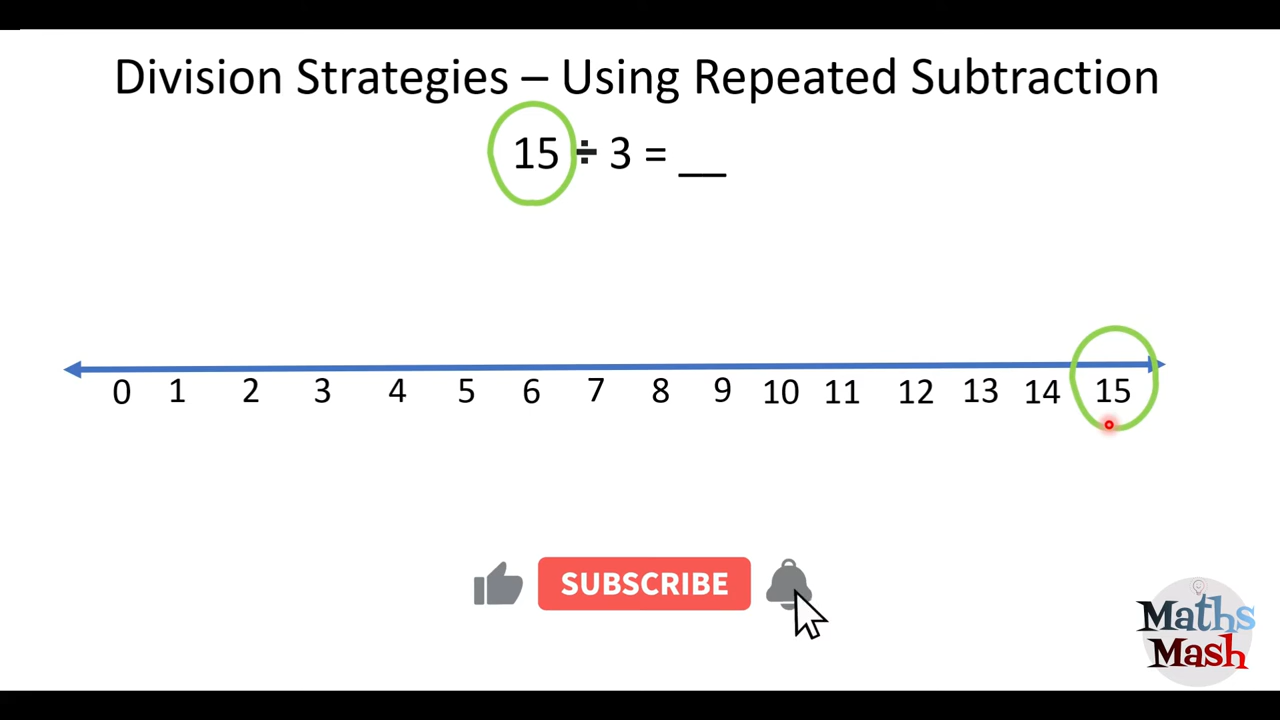 Division Strategies – Using Repeated Subtraction
15 ÷ 3 = __
0 1 2 3 4 5 6 7 8 9 10 11 12 13 14 15
SUBSCRIBE
Maths
Mash